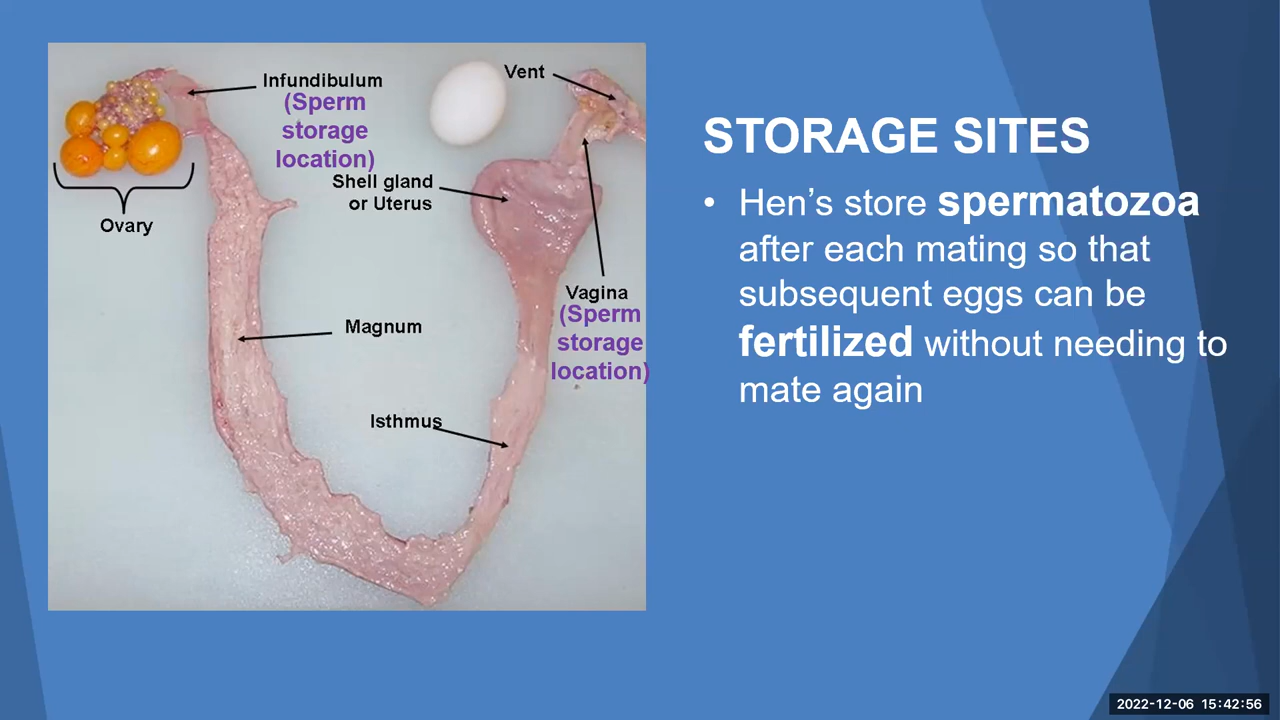 Infundibulum
(Sperm
storage
location)
Vent
Shell gland
or Uterus
Ovary
Vagina
(Sperm
storage
location)
Magnum
Isthmus
STORAGE SITES
• Hen’s store spermatozoa
after each mating so that
subsequent eggs can be
fertilized without needing to
mate again
2022-12-06 15:42:56